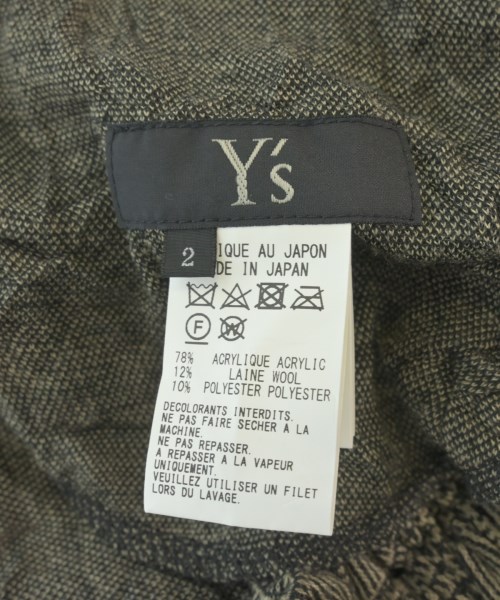 Y's
2
IQUE AU JAPON
DE IN JAPAN
F
W
78% ACRYLIQUE ACRYLIC
12% LAINE WOOL
10% POLYESTER POLYESTER
DECOLORANTS INTERDITS.
NE PAS FAIRE SECHER A LA
MACHINE.
NE PAS REPASSER.
A REPASSER A LA VAPEUR
UNIQUEMENT.
VEUILLEZ UTILISER UN FILET
LORS DU LAVAGE.